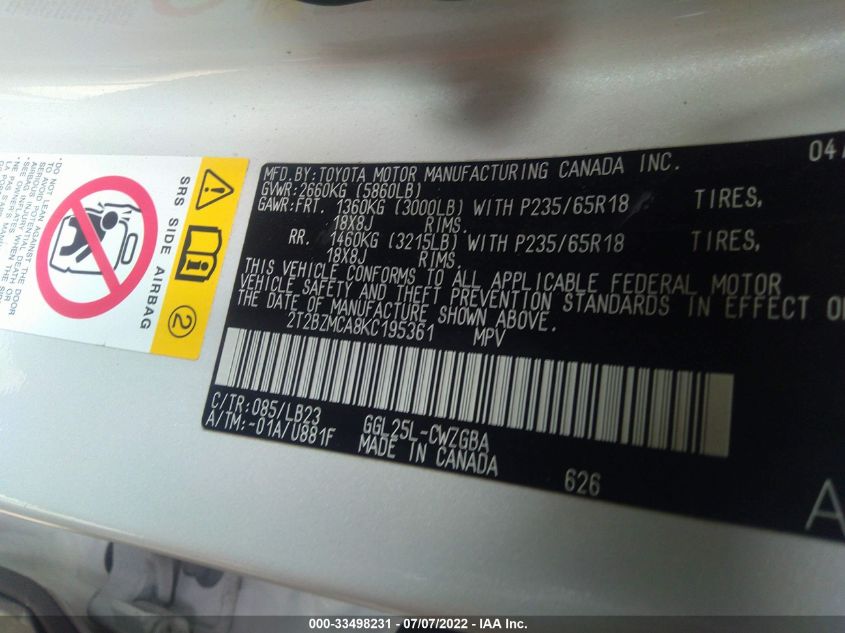 MFD.BY:TOYOTA MOTOR MANUFACTURING CANADA INC. 04/
GVWR:2660KG (5860LB)
GAWR:FRT. 1360KG (3000LB) WITH P235/65R18 TIRES,
18X8J RIMS.
RR. 1460KG (3215LB) WITH P235/65R18 TIRES,
18X8J RIMS.
THIS VEHICLE CONFORMS TO ALL APPLICABLE FEDERAL MOTOR
VEHICLE SAFETY AND THEFT PREVENTION STANDARDS IN EFFECT
THE DATE OF MANUFACTURE SHOWN ABOVE.
2T2BZMCA8KC195361 MPV
C/TR:085/LB23 GGL25L-CWZGBA
A/TM:-01A/U881F MADE IN CANADA
626
A
SRS SIDE AIRBAG
2
000-33498231 - 07/07/2022 - IAA Inc.